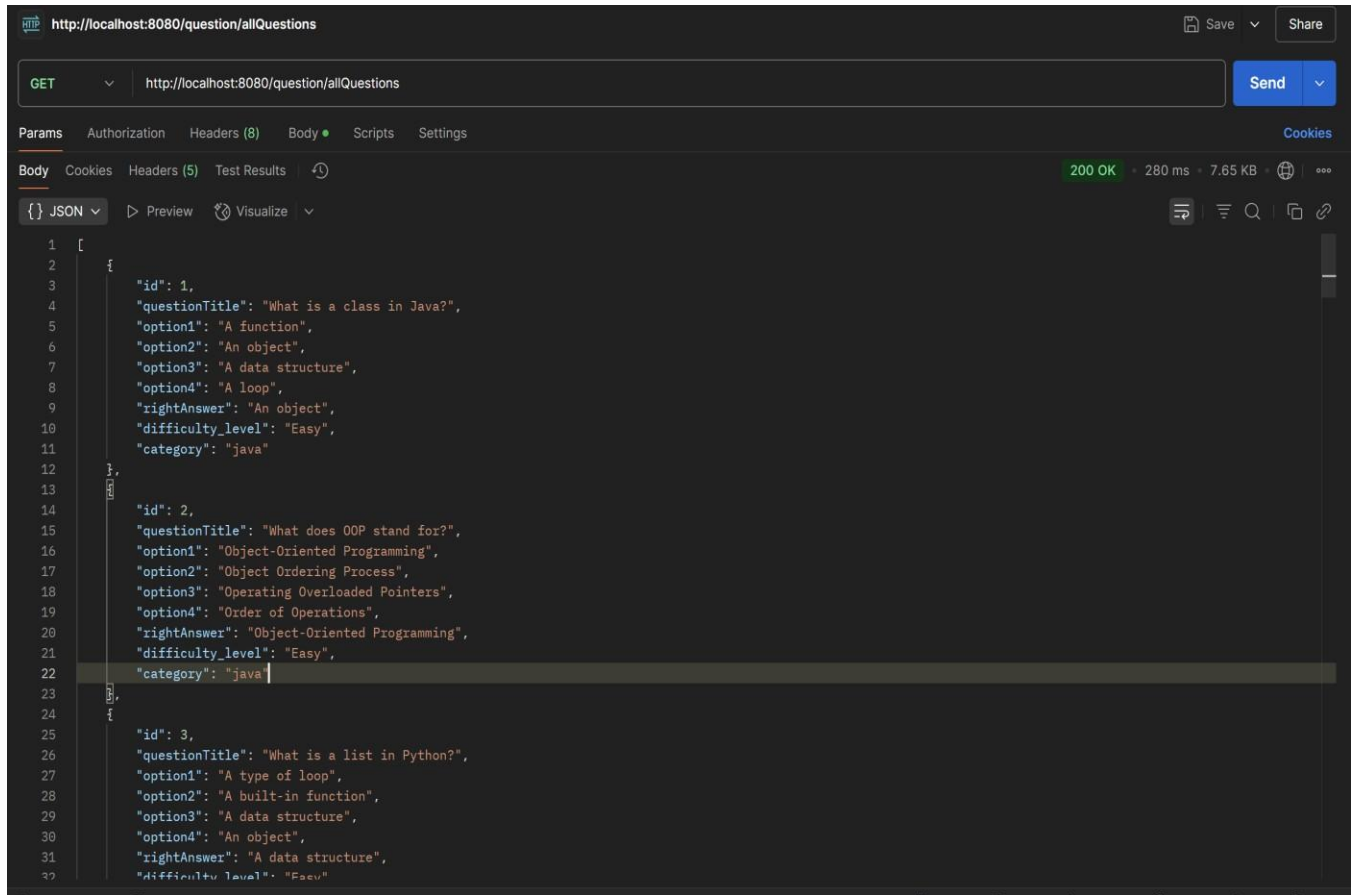 HTTP http://localhost:8080/question/allQuestions Save Share
GET http://localhost:8080/question/allQuestions Send
Params Authorization Headers (8) Body Scripts Settings Cookies
Body Cookies Headers (5) Test Results 200 OK 280 ms 7.65 KB
{} JSON Preview Visualize
1 [
2 {
3 "id": 1,
4 "questionTitle": "What is a class in Java?",
5 "option1": "A function",
6 "option2": "An object",
7 "option3": "A data structure",
8 "option4": "A loop",
9 "rightAnswer": "An object",
10 "difficulty_level": "Easy",
11 "category": "java"
12 },
13 {
14 "id": 2,
15 "questionTitle": "What does OOP stand for?",
16 "option1": "Object-Oriented Programming",
17 "option2": "Object Ordering Process",
18 "option3": "Operating Overloaded Pointers",
19 "option4": "Order of Operations",
20 "rightAnswer": "Object-Oriented Programming",
21 "difficulty_level": "Easy",
22 "category": "java"
23 },
24 {
25 "id": 3,
26 "questionTitle": "What is a list in Python?",
27 "option1": "A type of loop",
28 "option2": "A built-in function",
29 "option3": "A data structure",
30 "option4": "An object",
31 "rightAnswer": "A data structure",
32 "difficulty_level": "Easy"